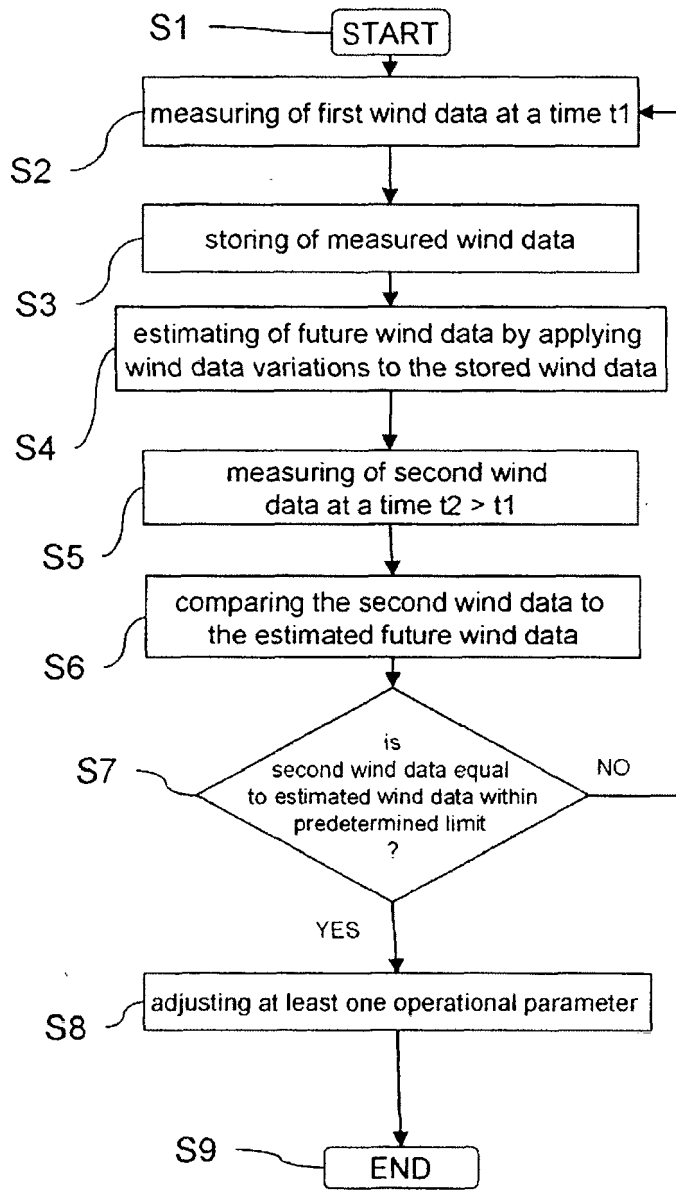 S1
START
measuring of first wind data at a time t1
S2
storing of measured wind data
S3
estimating of future wind data by applying
wind data variations to the stored wind data
S4
measuring of second wind
data at a time t2 > t1
S5
comparing the second wind data to
the estimated future wind data
S6
is
second wind data equal
to estimated wind data within
predetermined limit
?
S7
NO
YES
adjusting at least one operational parameter
S8
S9
END